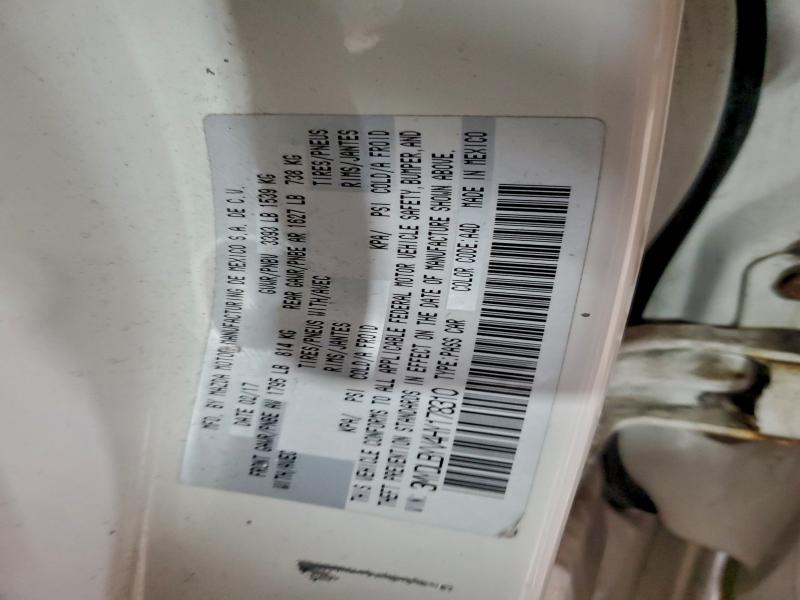 MFD. BY MAZDA MOTOR MANUFACTURING DE MEXICO S.A. DE C.V.
DATE 02/17 GVWR/PNBV 3393 LB 1539 KG
FRONT GAWR/PNBE AV 1795 LB 814 KG REAR GAWR/PNBE AR 1627 LB 738 KG
WITH/AVEC TIRES/PNEUS WITH/AVEC TIRES/PNEUS
RIMS/JANTES RIMS/JANTES
KPA/ PSI COLD/A FROID KPA/ PSI COLD/A FROID
THIS VEHICLE CONFORMS TO ALL APPLICABLE FEDERAL MOTOR VEHICLE SAFETY, BUMPER, AND
THEFT PREVENTION STANDARDS IN EFFECT ON THE DATE OF MANUFACTURE SHOWN ABOVE.
TYPE:PASS CAR COLOR CODE:A4D MADE IN MEXICO